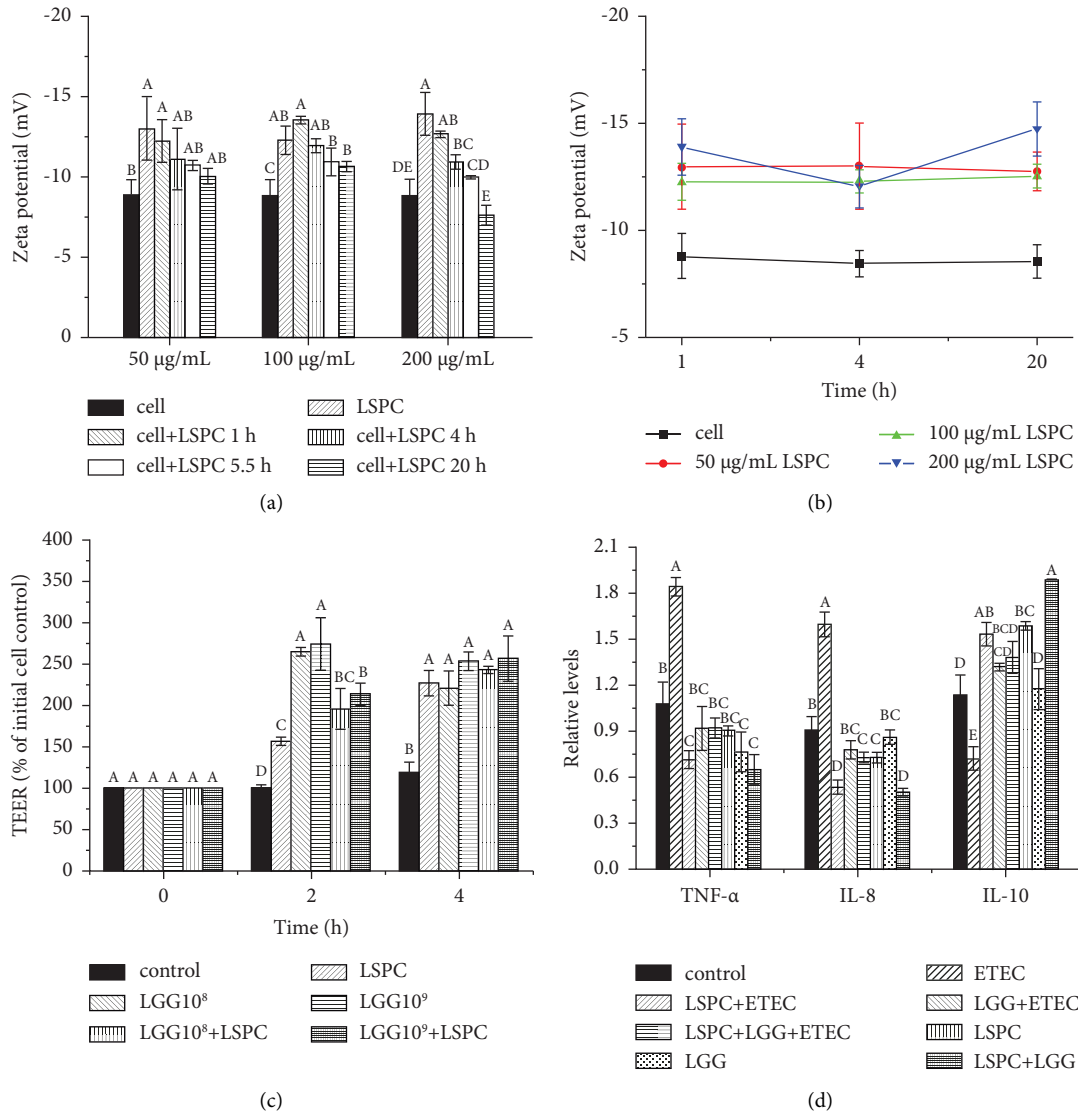 -20
-15
-10
-5
0
Zeta potential (mV)
B
A
A
AB
AB
AB
C
AB
A
AB
B
B
DE
A
AB
BC
CD
E
50 µg/mL
100 µg/mL
200 µg/mL
cell
LSPC
cell+LSPC 1 h
cell+LSPC 4 h
cell+LSPC 5.5 h
cell+LSPC 20 h
(a)
-20
-15
-10
-5
Zeta potential (mV)
1
4
20
Time (h)
cell
100 µg/mL LSPC
50 µg/mL LSPC
200 µg/mL LSPC
(b)
400
350
300
250
200
150
100
50
0
TEER (% of initial cell control)
A A A A A A
D
C
A
A
BC
B
B
A
A
A
A
A
0
2
4
Time (h)
control
LSPC
LGG10⁸
LGG10⁹
LGG10⁸+LSPC
LGG10⁹+LSPC
(c)
2.1
1.8
1.5
1.2
0.9
0.6
0.3
0.0
Relative levels
B
A
C
BC
BC
BC
C
C
B
A
D
BC
C
C
BC
D
D
E
AB
CD
BCD
BC
D
A
TNF-α
IL-8
IL-10
control
ETEC
LSPC+ETEC
LGG+ETEC
LSPC+LGG+ETEC
LSPC
LGG
LSPC+LGG
(d)